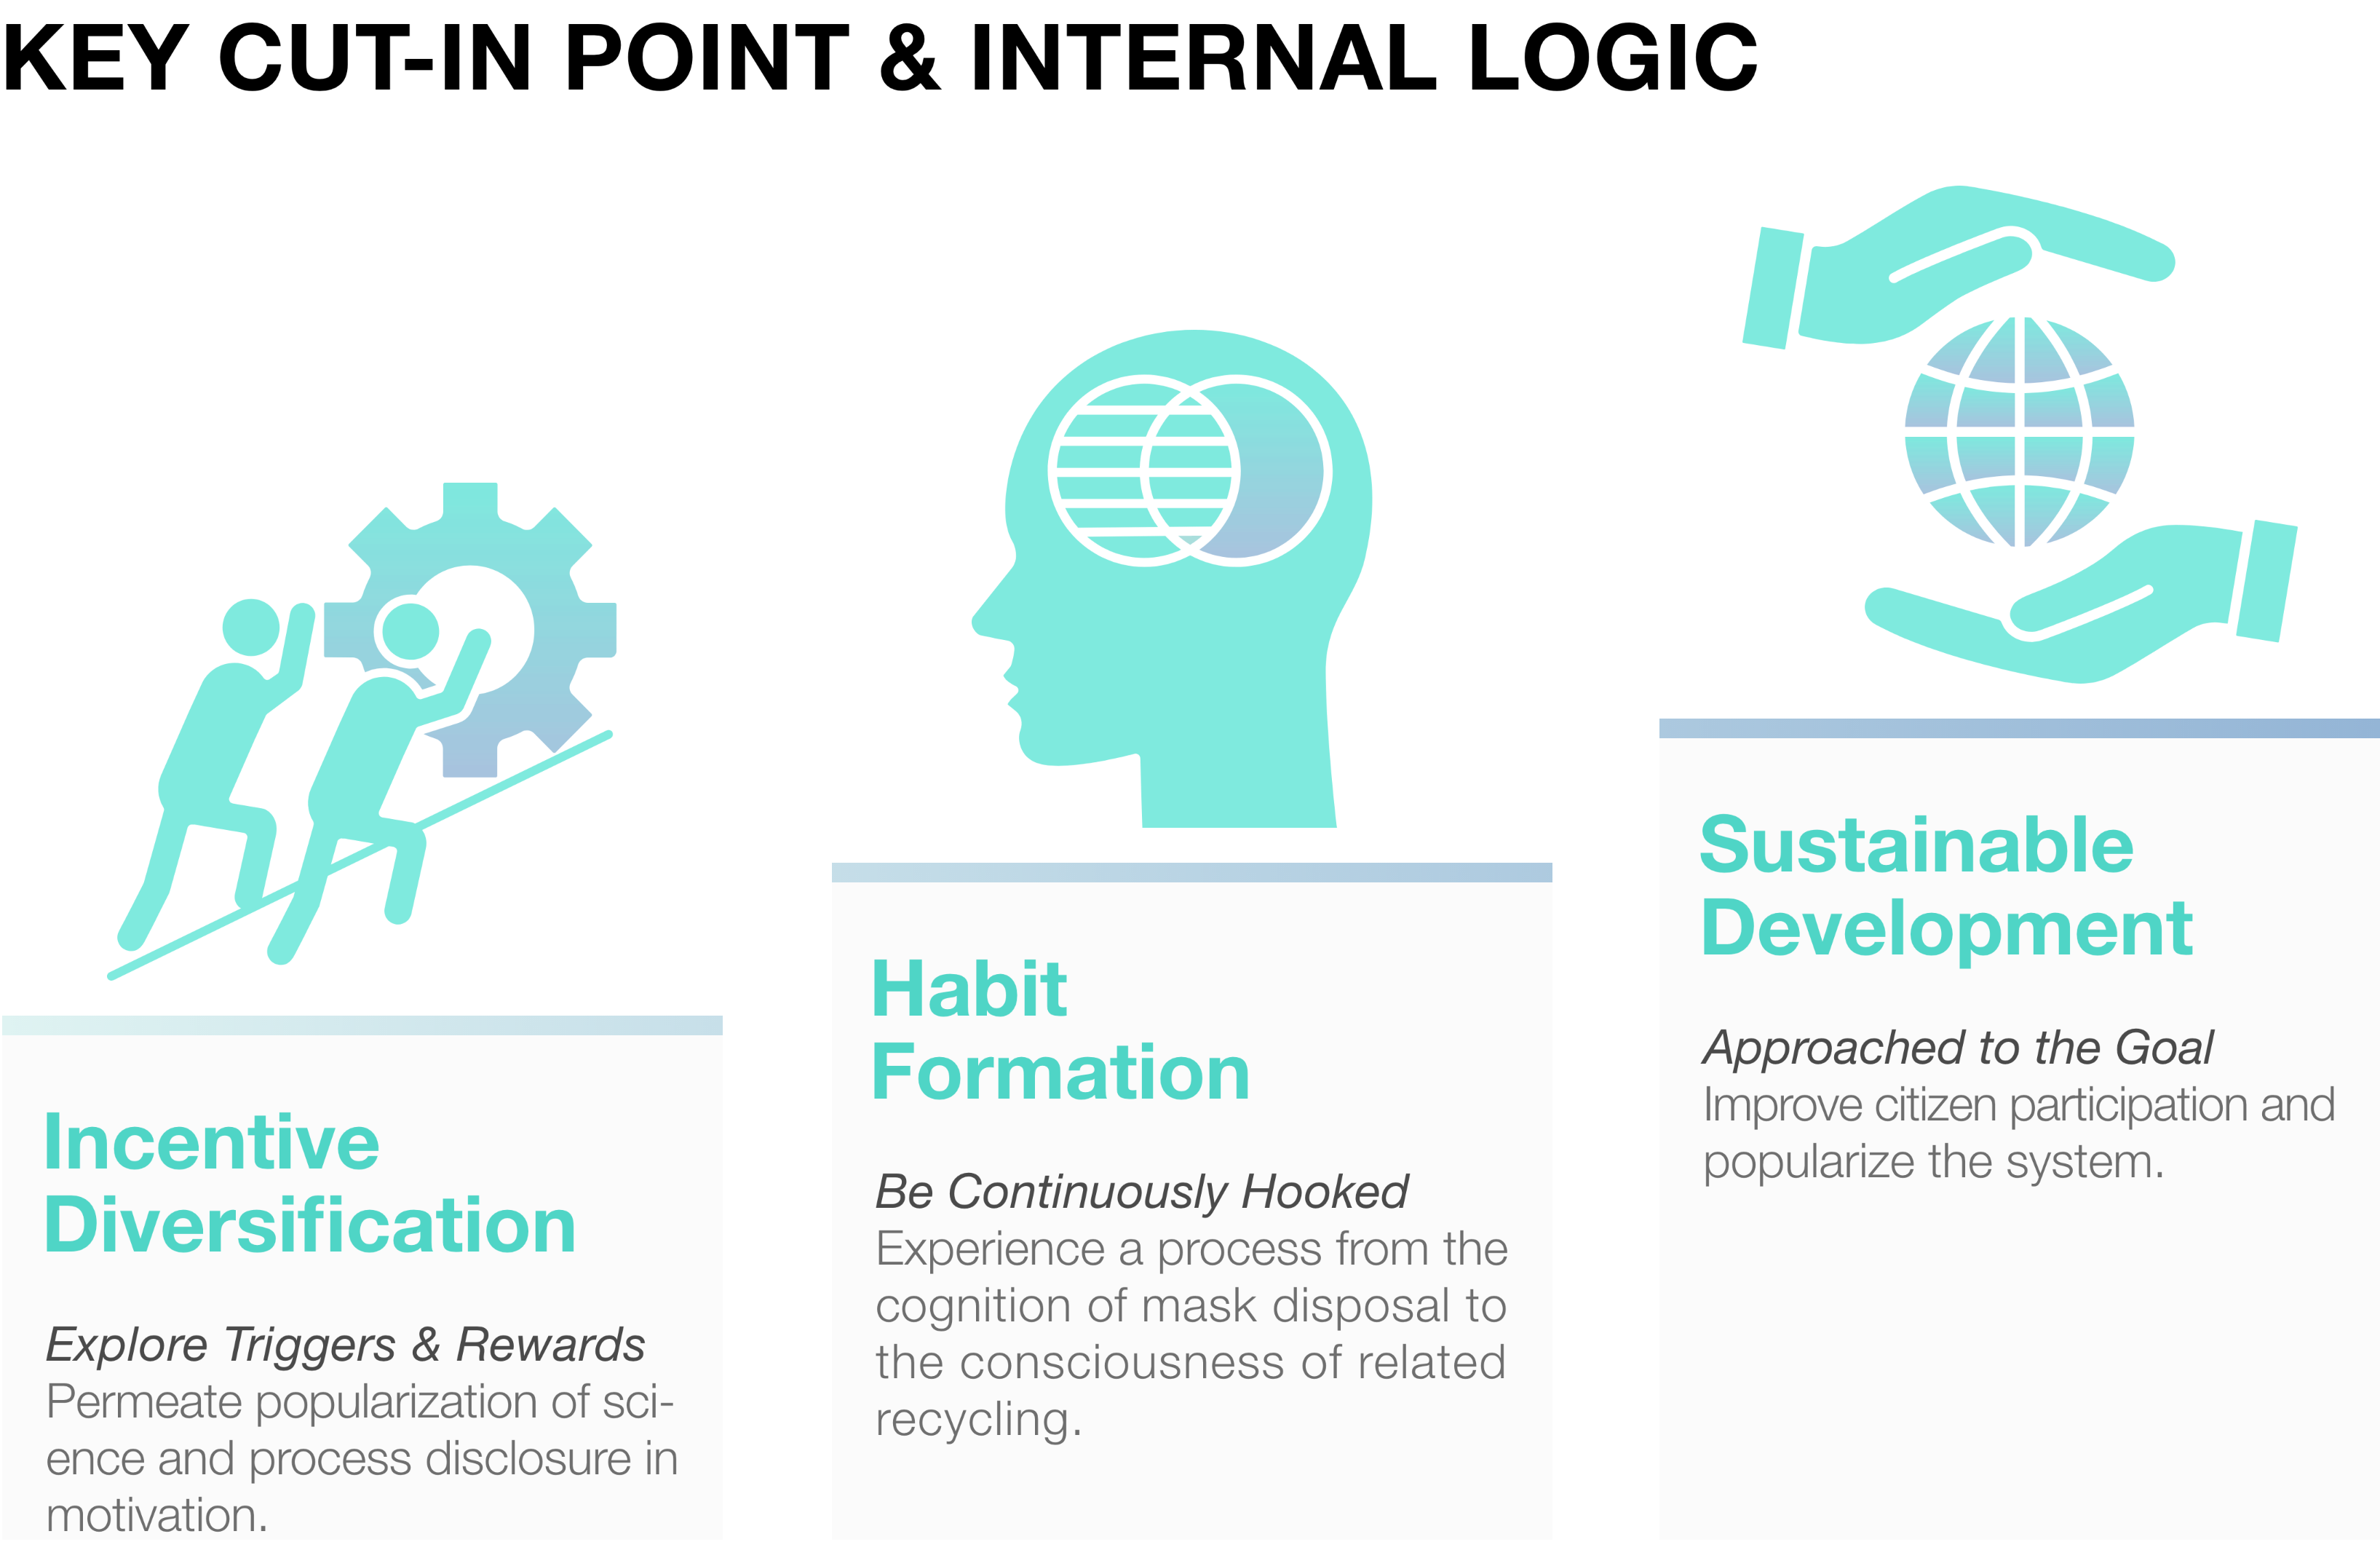 KEY CUT-IN POINT & INTERNAL LOGIC
Incentive
Diversification
Explore Triggers & Rewards
Permeate popularization of sci-
ence and process disclosure in
motivation.
Habit
Formation
Be Continuously Hooked
Experience a process from the
cognition of mask disposal to
the consciousness of related
recycling.
Sustainable
Development
Approached to the Goal
Improve citizen participation and
popularize the system.